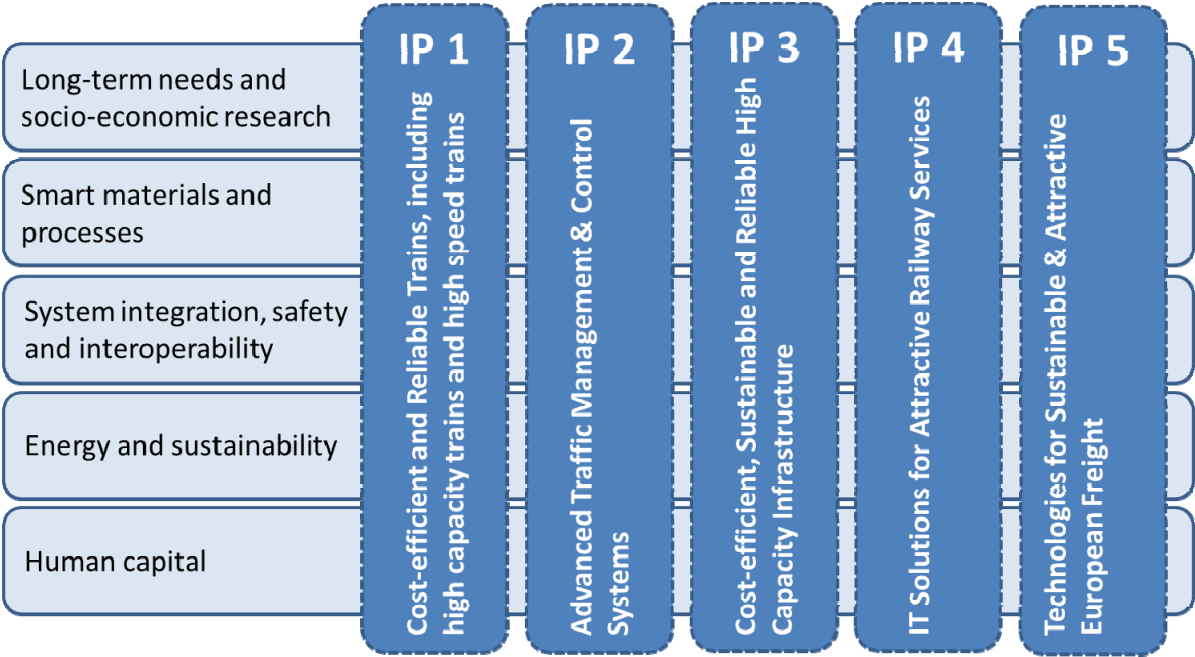 Long-term needs and
socio-economic research
Smart materials and
processes
System integration, safety
and interoperability
Energy and sustainability
Human capital
IP 1
Cost-efficient and Reliable Trains, including
high capacity trains and high speed trains
IP 2
Advanced Traffic Management & Control
Systems
IP 3
Cost-efficient, Sustainable and Reliable High
Capacity Infrastructure
IP 4
IT Solutions for Attractive Railway Services
IP 5
Technologies for Sustainable & Attractive
European Freight